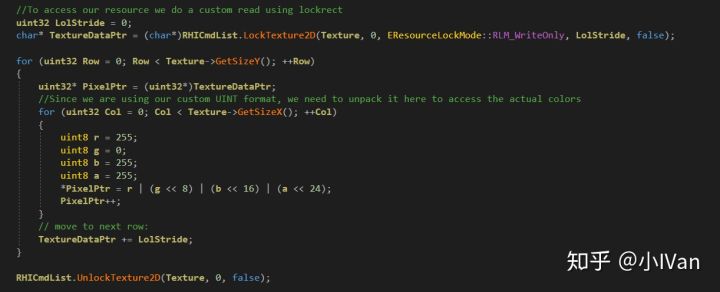 //To access our resource we do a custom read using lockrect
uint32 LolStride = 0;
char* TextureDataPtr = (char*)RHICmdList.LockTexture2D(Texture, 0, EResourceLockMode::RLM_WriteOnly, LolStride, false);
for (uint32 Row = 0; Row < Texture->GetSizeY(); ++Row)
{
uint32* PixelPtr = (uint32*)TextureDataPtr;
//Since we are using our custom UINT format, we need to unpack it here to access the actual colors
for (uint32 Col = 0; Col < Texture->GetSizeX(); ++Col)
{
uint8 r = 255;
uint8 g = 0;
uint8 b = 255;
uint8 a = 255;
*PixelPtr = r | (g << 8) | (b << 16) | (a << 24);
PixelPtr++;
}
// move to next row:
TextureDataPtr += LolStride;
}
RHICmdList.UnlockTexture2D(Texture, 0, false);
知乎 @小IVan